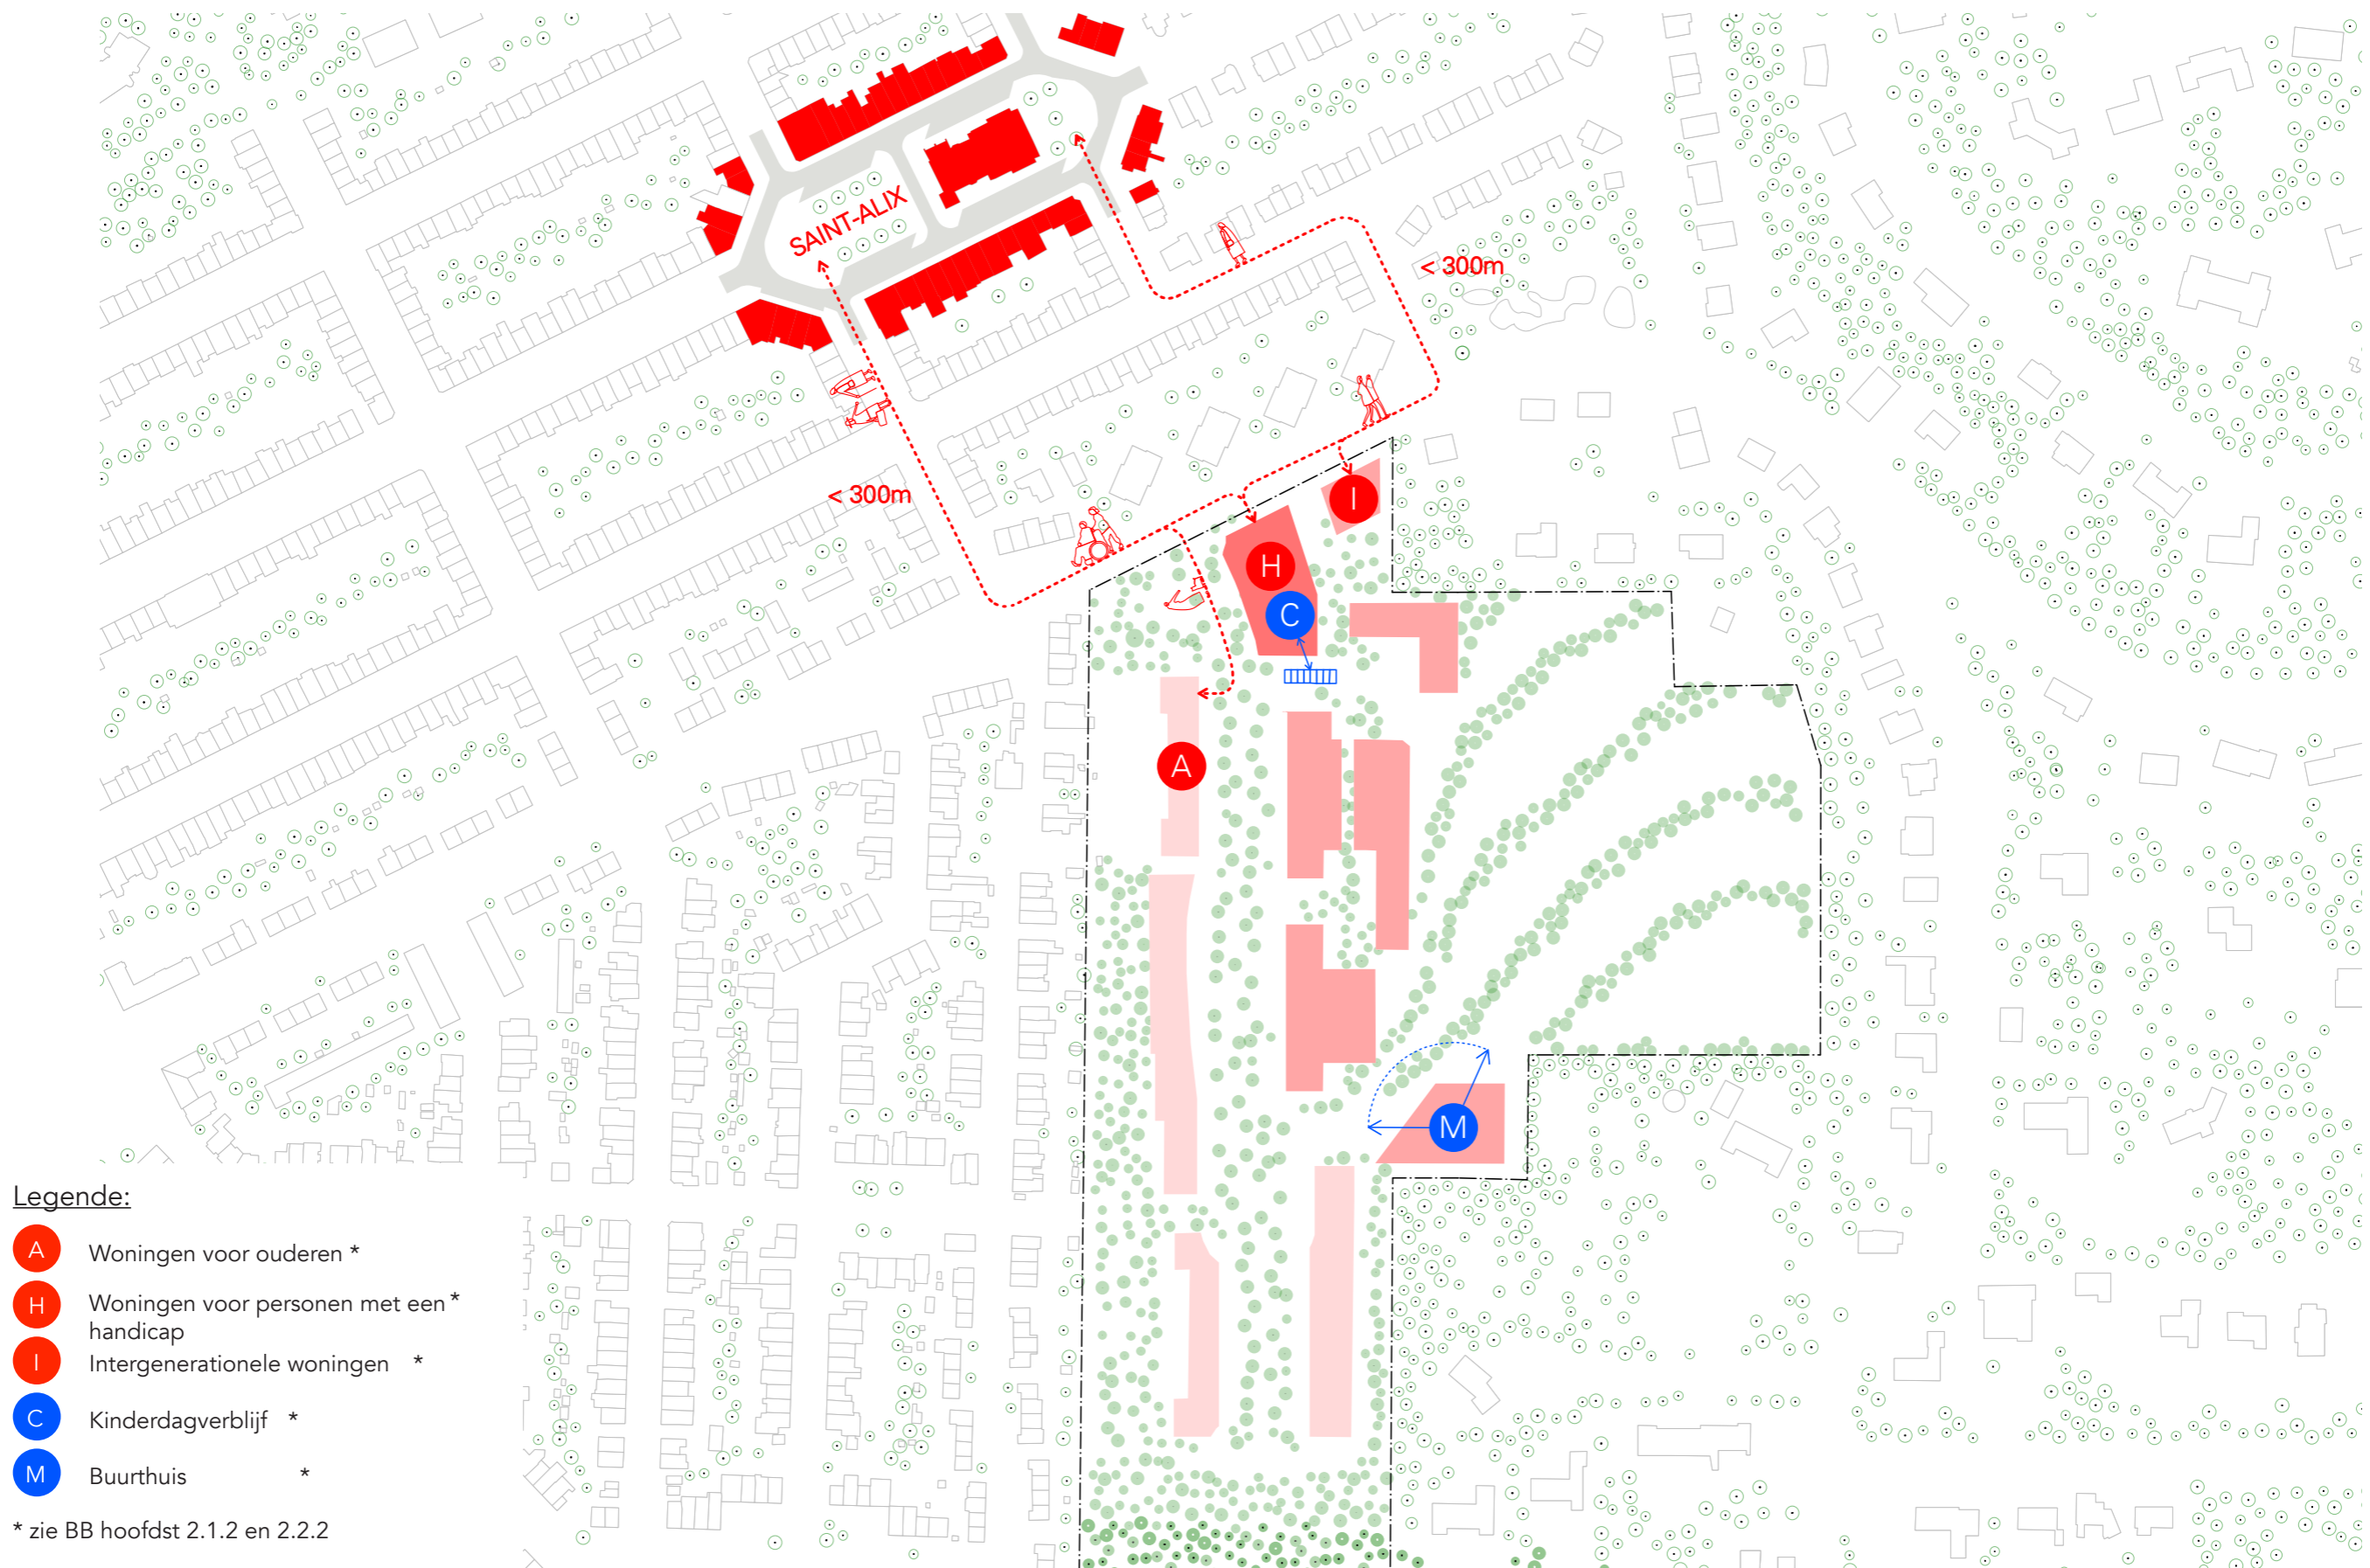 SAINT-ALIX
< 300m
< 300m
I
H
C
A
M
Legende:
A Woningen voor ouderen *
H Woningen voor personen met een *
handicap
I Intergenerationele woningen *
C Kinderdagverblijf *
M Buurthuis *
* zie BB hoofdst 2.1.2 en 2.2.2